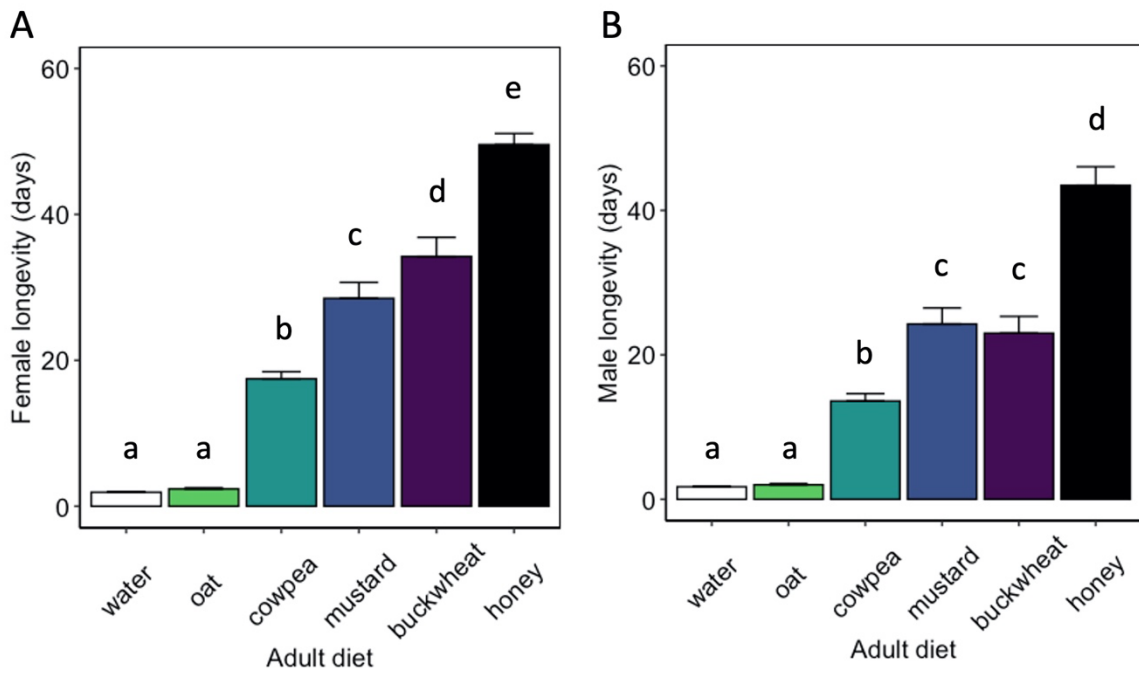 A
Female longevity (days)
60
40
20
0
a
a
b
c
d
e
water
oat
cowpea
mustard
buckwheat
honey
Adult diet
B
Male longevity (days)
60
40
20
0
a
a
b
c
c
d
water
oat
cowpea
mustard
buckwheat
honey
Adult diet